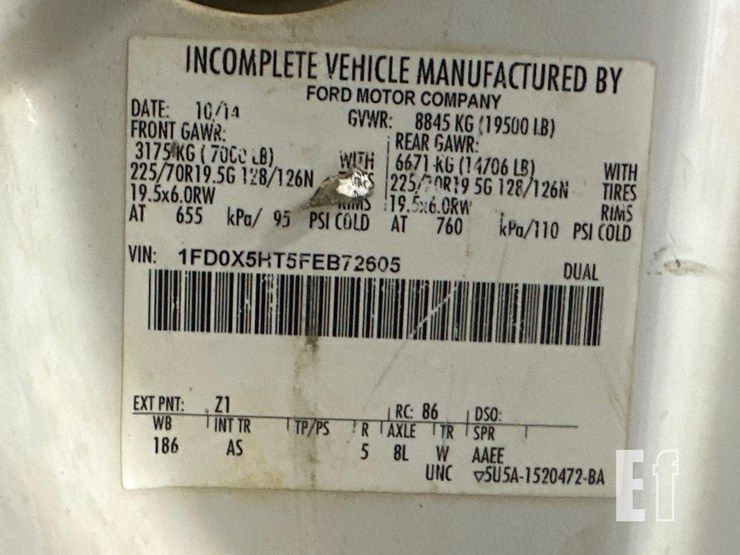 INCOMPLETE VEHICLE MANUFACTURED BY
FORD MOTOR COMPANY
DATE: 10/14 GVWR: 8845 KG (19500 LB)
FRONT GAWR: REAR GAWR:
3175 KG ( 7000 LB) WITH 6671 KG (14706 LB) WITH
225/70R19.5G 128/126N 225/70R19.5G 128/126N TIRES
19.5x6.0RW RIMS 19.5x6.0RW RIMS
AT 655 kPa/ 95 PSI COLD AT 760 kPa/110 PSI COLD
VIN: 1FD0X5HT5FEB72605 DUAL
EXT PNT: Z1 RC: 86 DSO:
WB INT TR TP/PS R AXLE TR SPR
186 AS 5 8L W AAEE
UNC ▽5U5A-1520472-BA
Ef